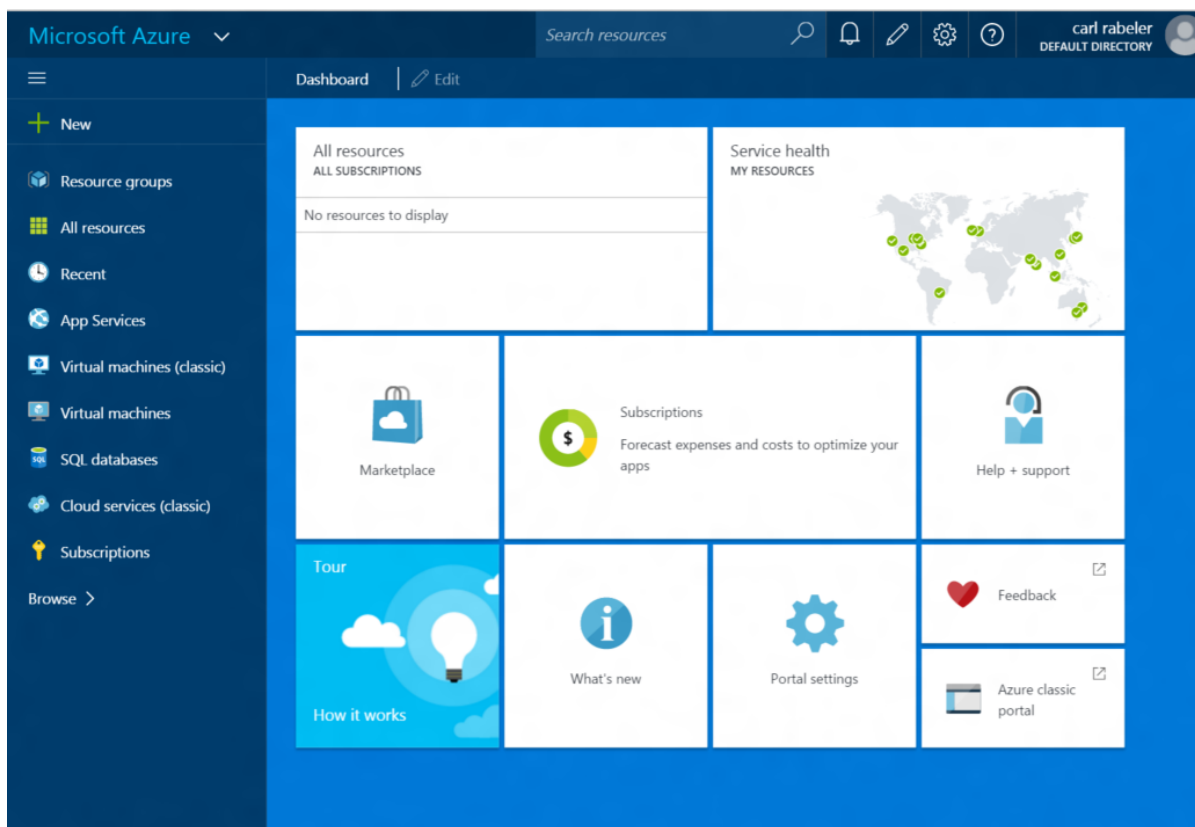 Microsoft Azure
Search resources
carl rabeler
DEFAULT DIRECTORY
Dashboard
Edit
New
Resource groups
All resources
Recent
App Services
Virtual machines (classic)
Virtual machines
SQL databases
Cloud services (classic)
Subscriptions
Browse
All resources
ALL SUBSCRIPTIONS
No resources to display
Service health
MY RESOURCES
Marketplace
Subscriptions
Forecast expenses and costs to optimize your
apps
Help + support
Tour
How it works
What's new
Portal settings
Feedback
Azure classic
portal